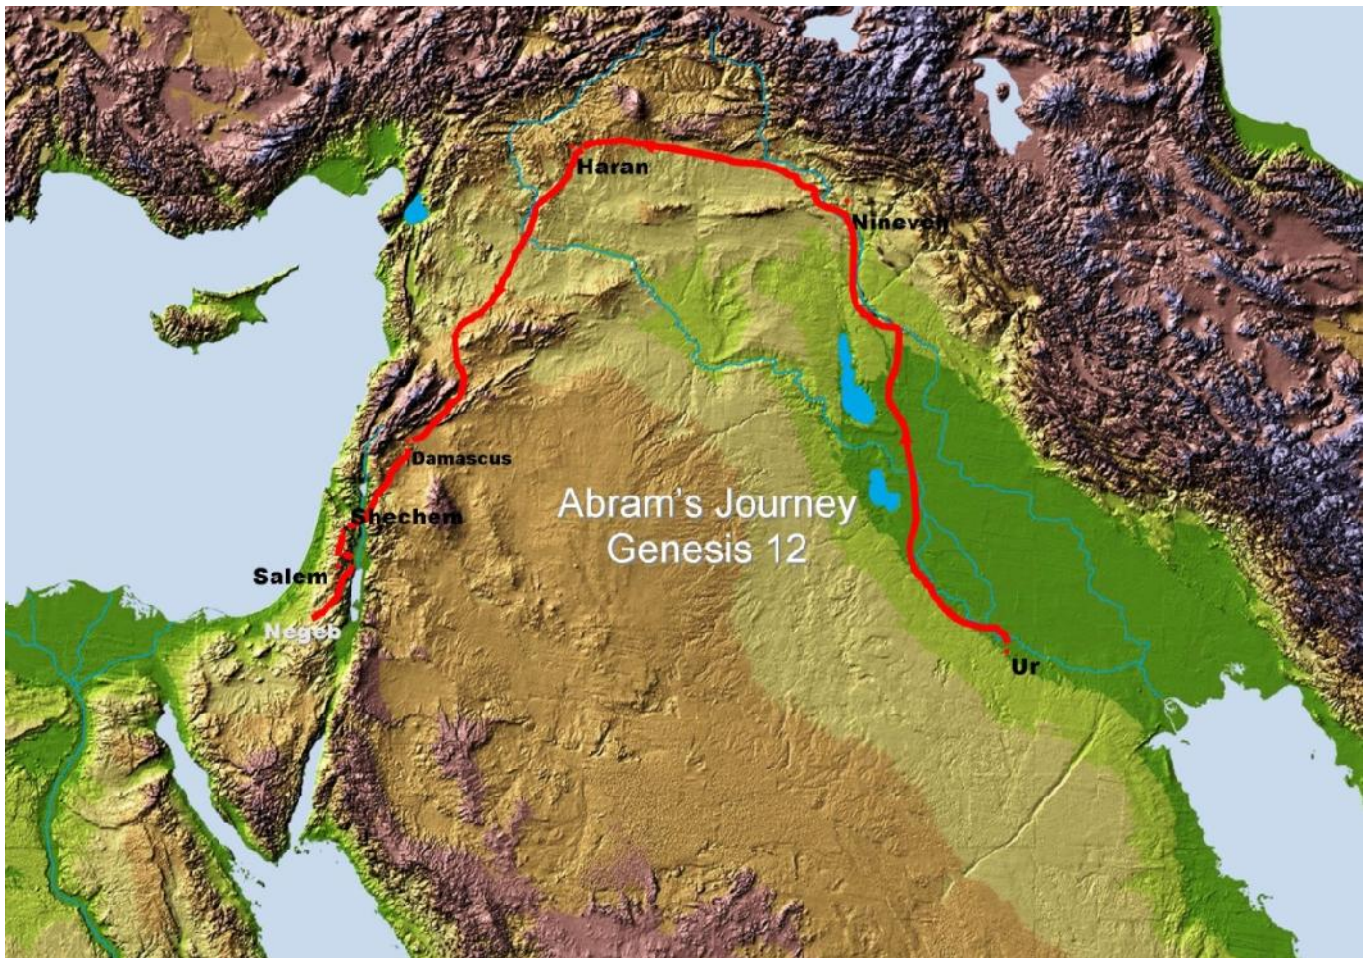 Haran
Nineveh
Damascus
Abram's Journey
Genesis 12
Shechem
Salem
Negeb
Ur